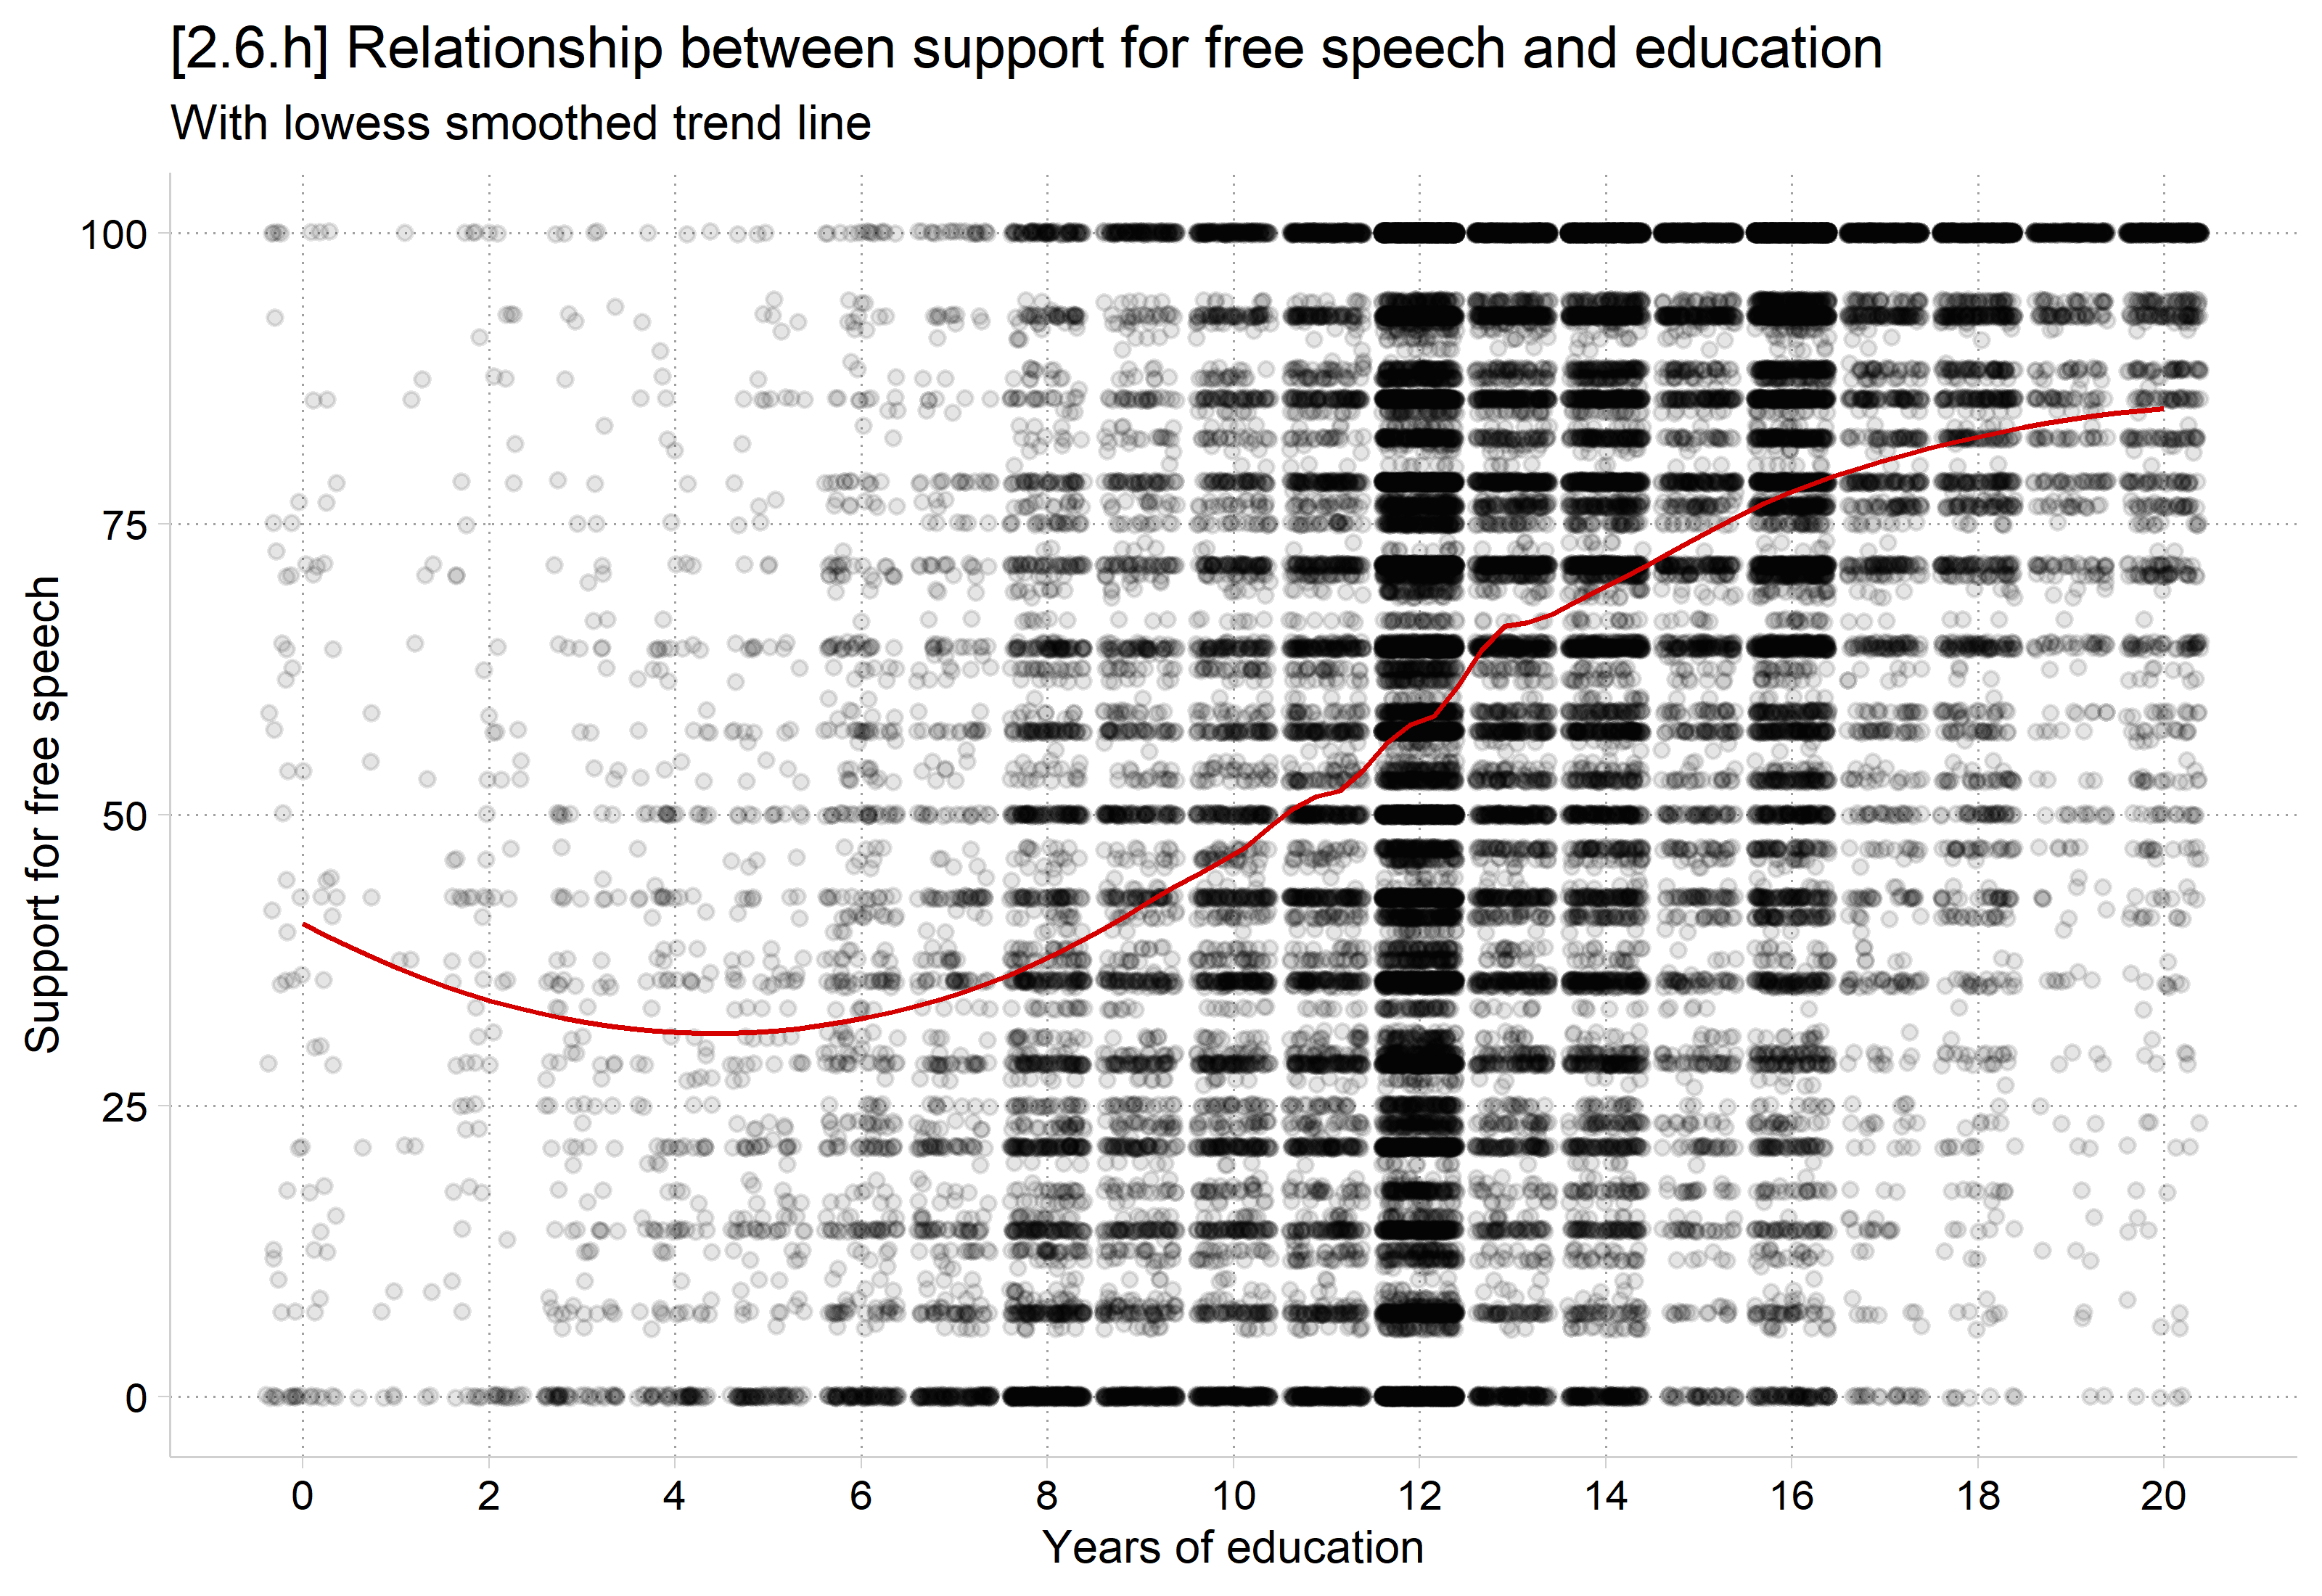 [2.6.h] Relationship between support for free speech and education
With lowess smoothed trend line
Support for free speech
100
75
50
25
0
0 2 4 6 8 10 12 14 16 18 20
Years of education